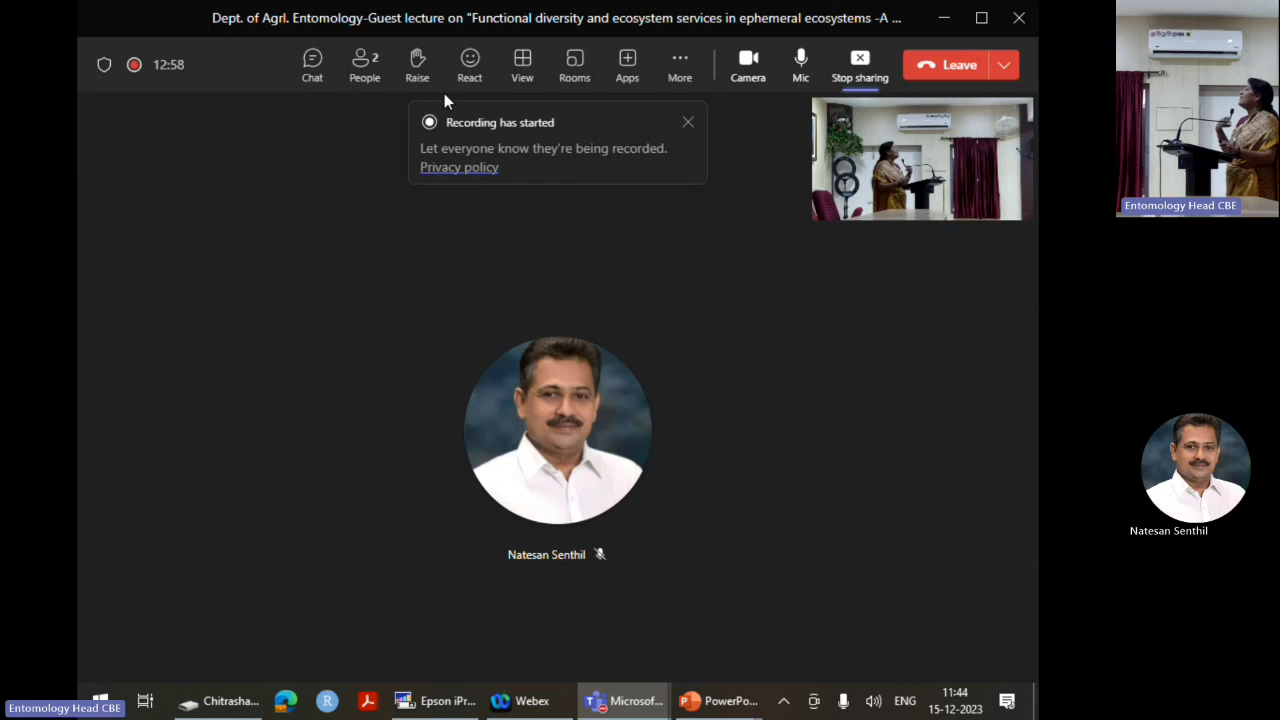 Dept. of Agrl. Entomology-Guest lecture on "Functional diversity and ecosystem services in ephemeral ecosystems -A ...
12:58
Chat
People
2
Raise
React
View
Rooms
Apps
More
Camera
Mic
Stop sharing
Leave
Recording has started
Let everyone know they're being recorded.
Privacy policy
Entomology Head CBE
Natesan Senthil
Natesan Senthil
Entomology Head CBE
Chitrasha...
Epson iPr...
Webex
Microsof...
PowerPo...
ENG
11:44
15-12-2023